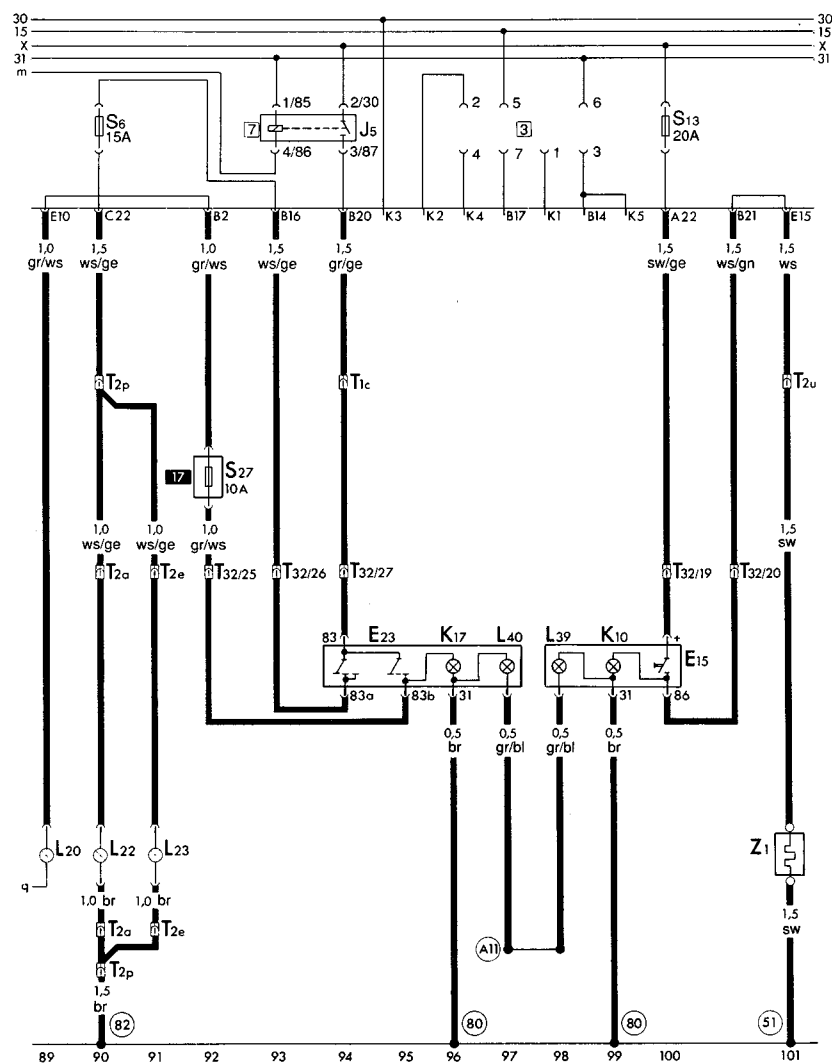 30 30
15 15
X X
31 31
m
1/85 2/30 2 5 6
S6 15A
7 J5
3
S13 20A
4/86 3/87 4 7 1 3
E10 C22 B2 B16 B20 K3 K2 K4 B17 K1 B14 K5 A22 B21 E15
1,0 1,5 1,0 1,5 1,5 1,5 1,5 1,5
gr/ws ws/ge gr/ws ws/ge gr/ge sw/ge ws/gn ws
T2p T1c T2u
17 S27
10A
1,0 1,0 1,0 1,5
ws/ge ws/ge gr/ws sw
T2a T2e T32/25 T32/26 T32/27 T32/19 T32/20
83 E23 K17 L40 L39 K10 +
E15
83a 83b 31 31 86
0,5 0,5 0,5 0,5
br gr/bl gr/bl br
L20 L22 L23 Z1
q
1,0 br 1,0 br
1,5
sw
T2a T2e
A11
T2p
1,5
br
82 80 80 51
89 90 91 92 93 94 95 96 97 98 99 100 101